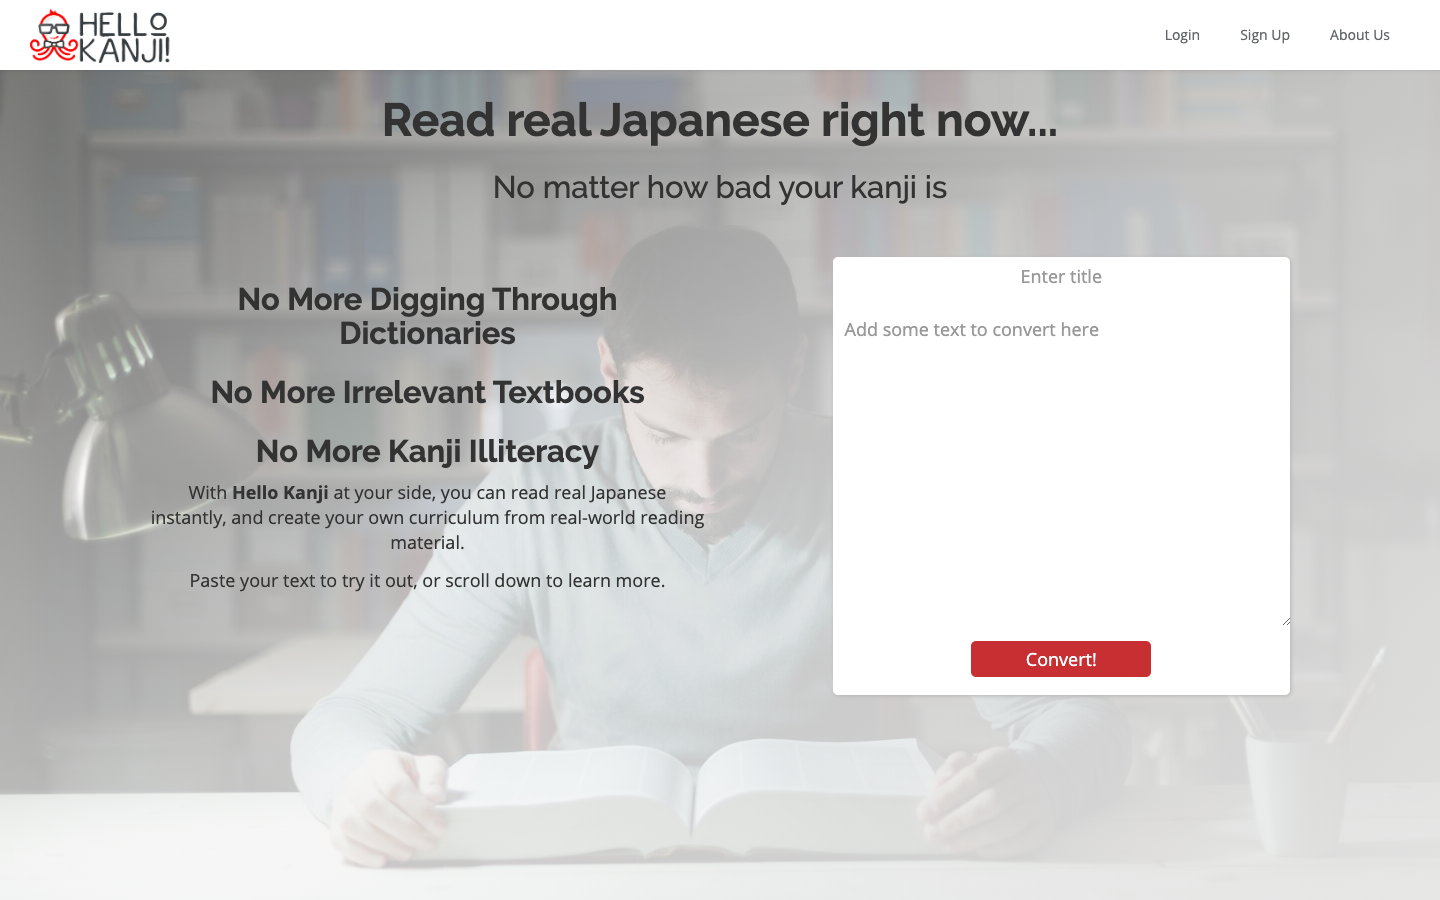 HELLO
KANJI!
Login
Sign Up
About Us
Read real Japanese right now...
No matter how bad your kanji is
No More Digging Through
Dictionaries
No More Irrelevant Textbooks
No More Kanji Illiteracy
With Hello Kanji at your side, you can read real Japanese
instantly, and create your own curriculum from real-world reading
material.
Paste your text to try it out, or scroll down to learn more.
Enter title
Add some text to convert here
Convert!